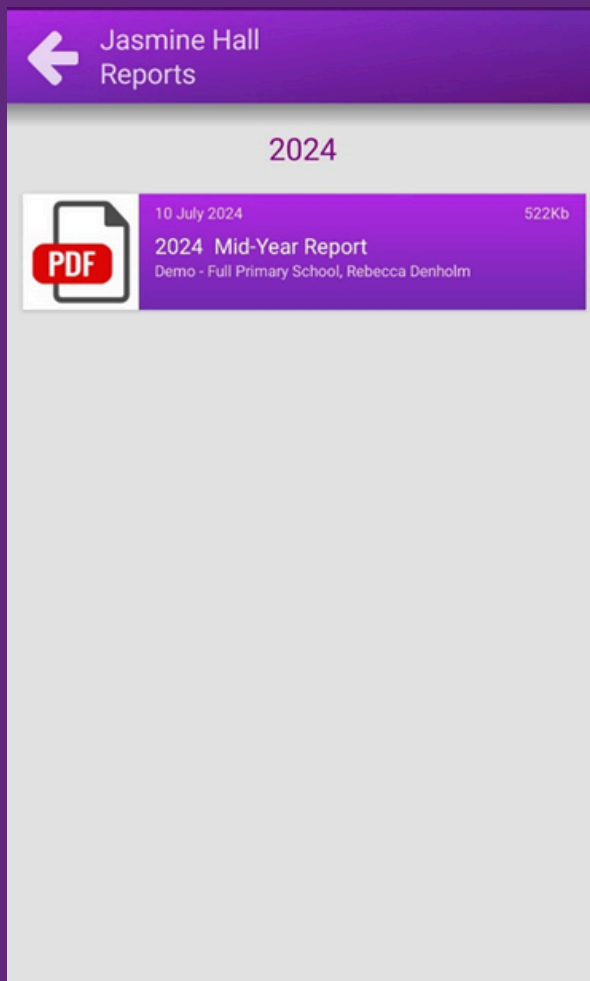 Jasmine Hall
Reports
2024
10 July 2024 522Kb
2024 Mid-Year Report
Demo - Full Primary School, Rebecca Denholm
PDF